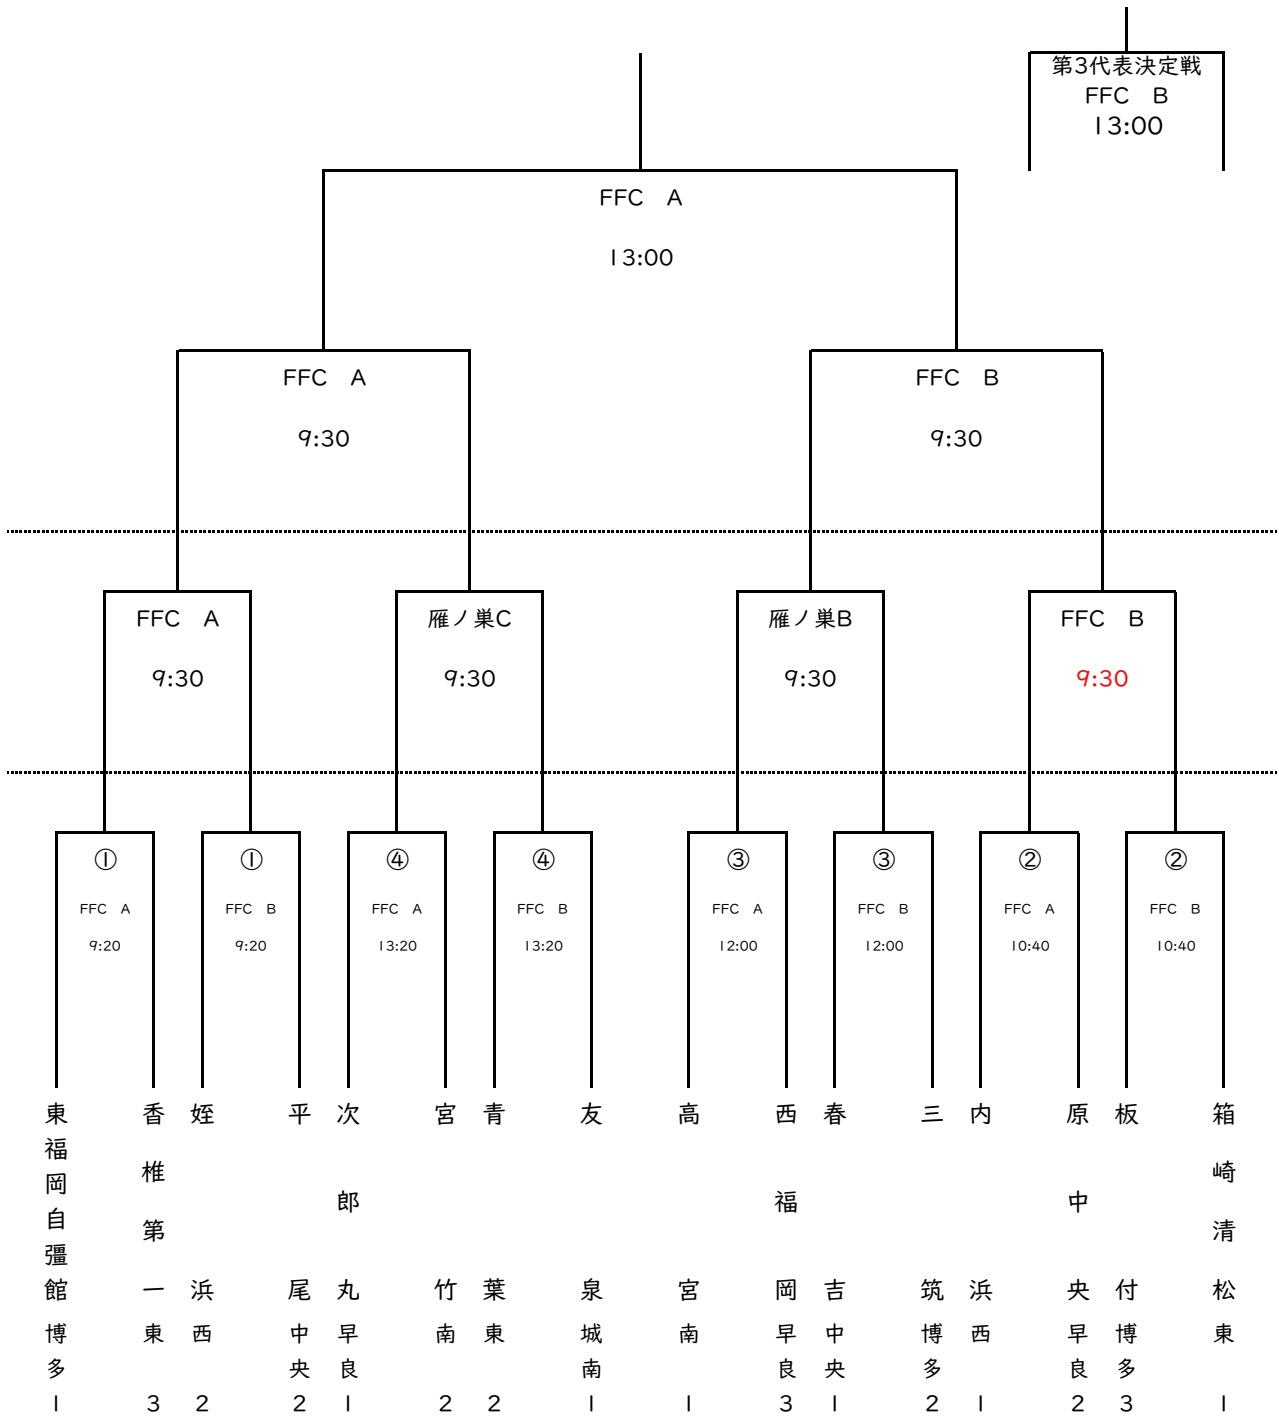 第3代表決定戦
FFC B
13:00
FFC A
13:00
FFC A
9:30
FFC B
9:30
FFC A
9:30
雁ノ巣C
9:30
雁ノ巣B
9:30
FFC B
9:30
①
FFC A
9:20
①
FFC B
9:20
④
FFC A
13:20
④
FFC B
13:20
③
FFC A
12:00
③
FFC B
12:00
②
FFC A
10:40
②
FFC B
10:40
東福岡自彊館
博多
1
香椎第一
東
3
姪浜
西
2
平尾
中央
2
次郎丸
早良
1
宮竹
南
2
青葉
東
2
友泉
城南
1
高宮
南
1
西福岡
早良
3
春吉
中央
1
三筑
博多
2
内浜
西
1
原中央
早良
2
板付
博多
3
箱崎清松
東
1